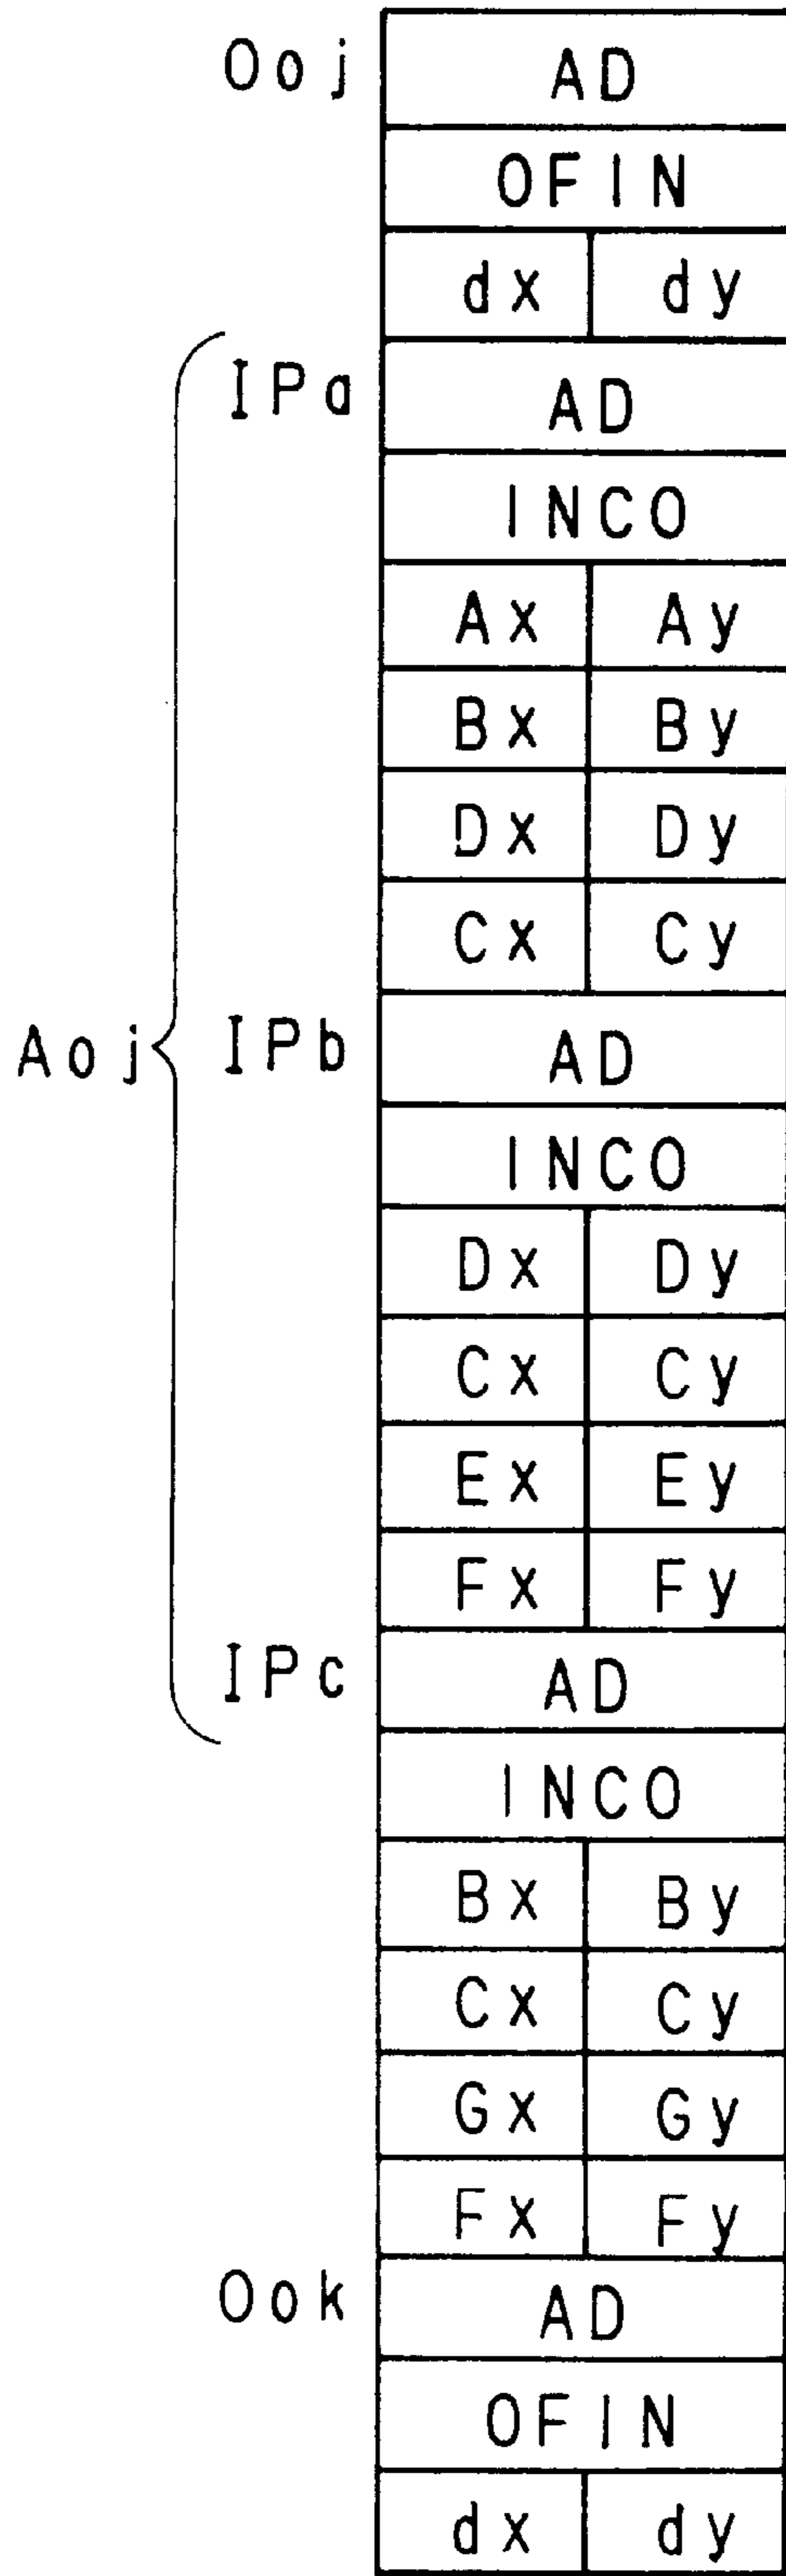 Ooj AD
OFIN
dx dy
IPa AD
INCO
Ax Ay
Bx By
Dx Dy
Cx Cy
Aoj IPb AD
INCO
Dx Dy
Cx Cy
Ex Ey
Fx Fy
IPc AD
INCO
Bx By
Cx Cy
Gx Gy
Fx Fy
Ook AD
OFIN
dx dy